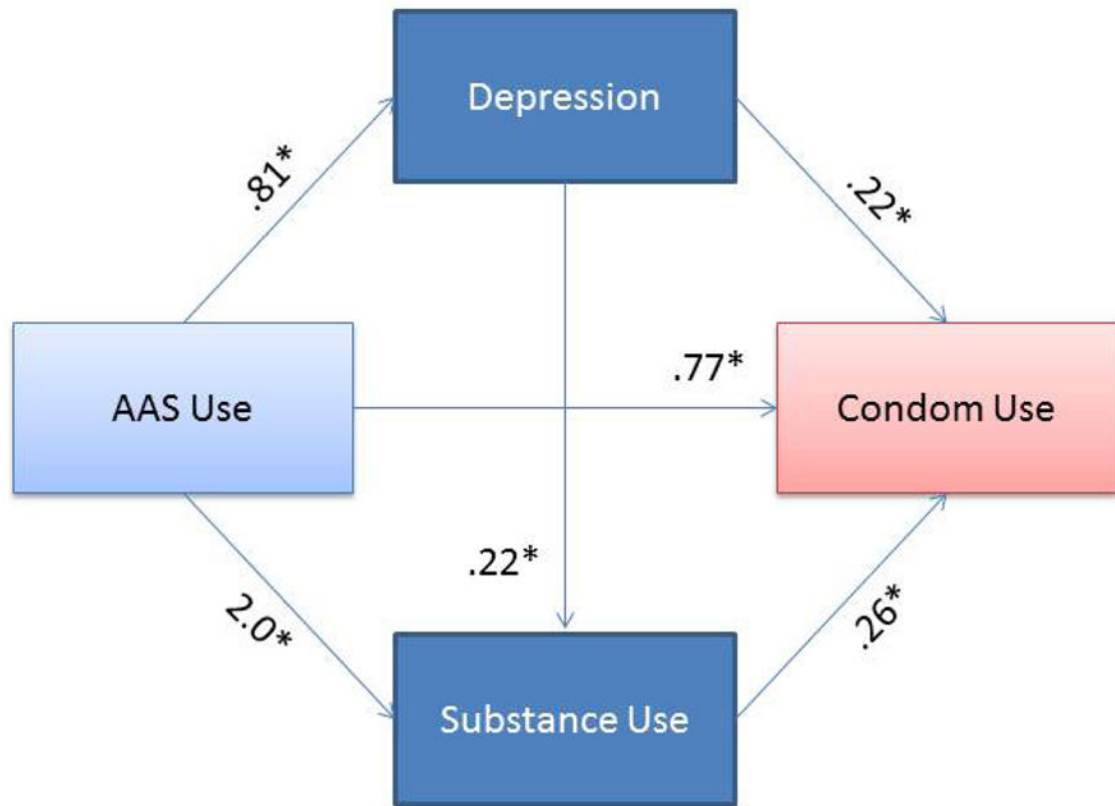 Depression
.81*
.22*
AAS Use
.77*
Condom Use
.22*
2.0*
.26*
Substance Use